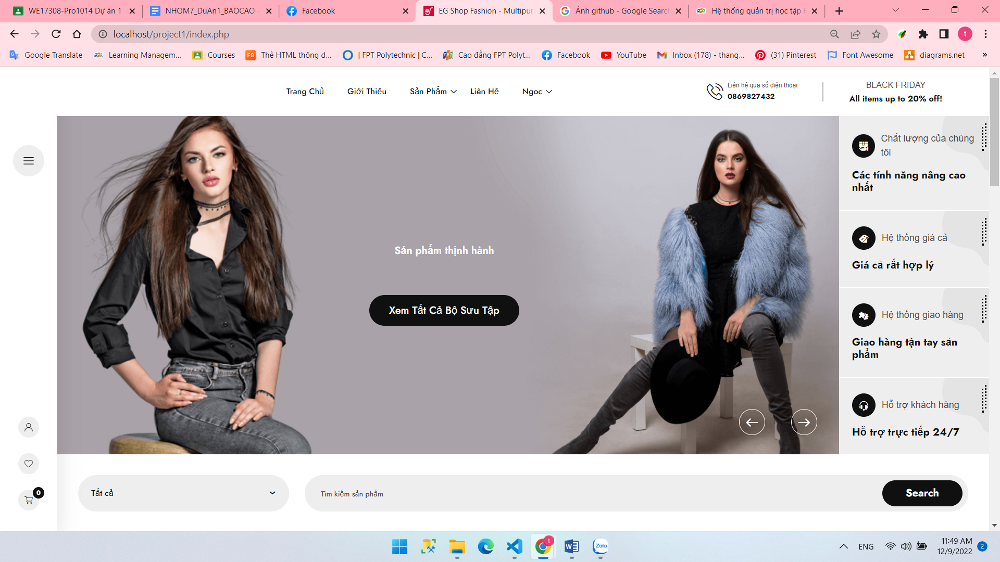 WE17308-Pro1014 Dự án 1
NHOM7_DuAn1_BAOCAO -
Facebook
EG Shop Fashion - Multipur
Ảnh github - Google Search
Hệ thống quản trị học tập F
localhost/project1/index.php
t
Google Translate
Learning Managem...
Courses
F8
Thẻ HTML thông d...
| FPT Polytechnic | C...
Cao đẳng FPT Polyt...
Facebook
YouTube
Inbox (178) - thang...
(31) Pinterest
Font Awesome
diagrams.net
»
Trang Chủ
Giới Thiệu
Sản Phẩm
Liên Hệ
Ngoc
Liên hệ qua số điện thoại
0869827432
BLACK FRIDAY
All items up to 20% off!
Sản phẩm thịnh hành
Xem Tất Cả Bộ Sưu Tập
Chất lượng của chúng
tôi
Các tính năng nâng cao
nhất
Hệ thống giá cả
Giá cả rất hợp lý
Hệ thống giao hàng
Giao hàng tận tay sản
phẩm
Hỗ trợ khách hàng
Hỗ trợ trực tiếp 24/7
0
Tất cả
Tìm kiếm sản phẩm
Search
t
W
Zalo
ENG
11:49 AM
12/9/2022
2